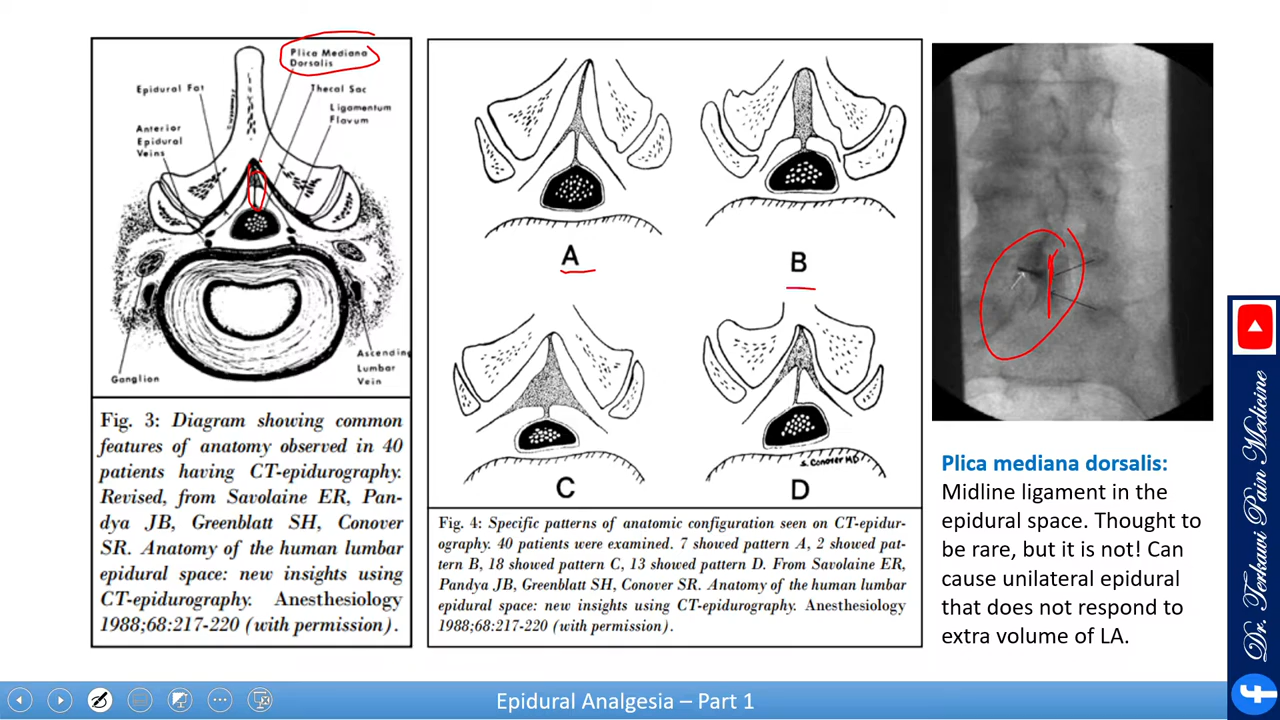 Plica Mediana
Dorsalis
Epidural Fat
Thecal Sac
Ligamentum
Flavum
Anterior
Epidural
Veins
Ascending
Lumbar
Vein
Ganglion
Fig. 3: Diagram showing common
features of anatomy observed in 40
patients having CT-epidurography.
Revised, from Savolaine ER, Pan-
dya JB, Greenblatt SH, Conover
SR. Anatomy of the human lumbar
epidural space: new insights using
CT-epidurography. Anesthesiology
1988;68:217-220 (with permission).
A
B
C
D
S. Conover MD
Fig. 4: Specific patterns of anatomic configuration seen on CT-epidur-
ography. 40 patients were examined. 7 showed pattern A, 2 showed pat-
tern B, 18 showed pattern C, 13 showed pattern D. From Savolaine ER,
Pandya JB, Greenblatt SH, Conover SR. Anatomy of the human lumbar
epidural space: new insights using CT-epidurography. Anesthesiology
1988;68:217-220 (with permission).
Plica mediana dorsalis:
Midline ligament in the
epidural space. Thought to
be rare, but it is not! Can
cause unilateral epidural
that does not respond to
extra volume of LA.
Dr. Terkawi Pain Medicine
Epidural Analgesia – Part 1